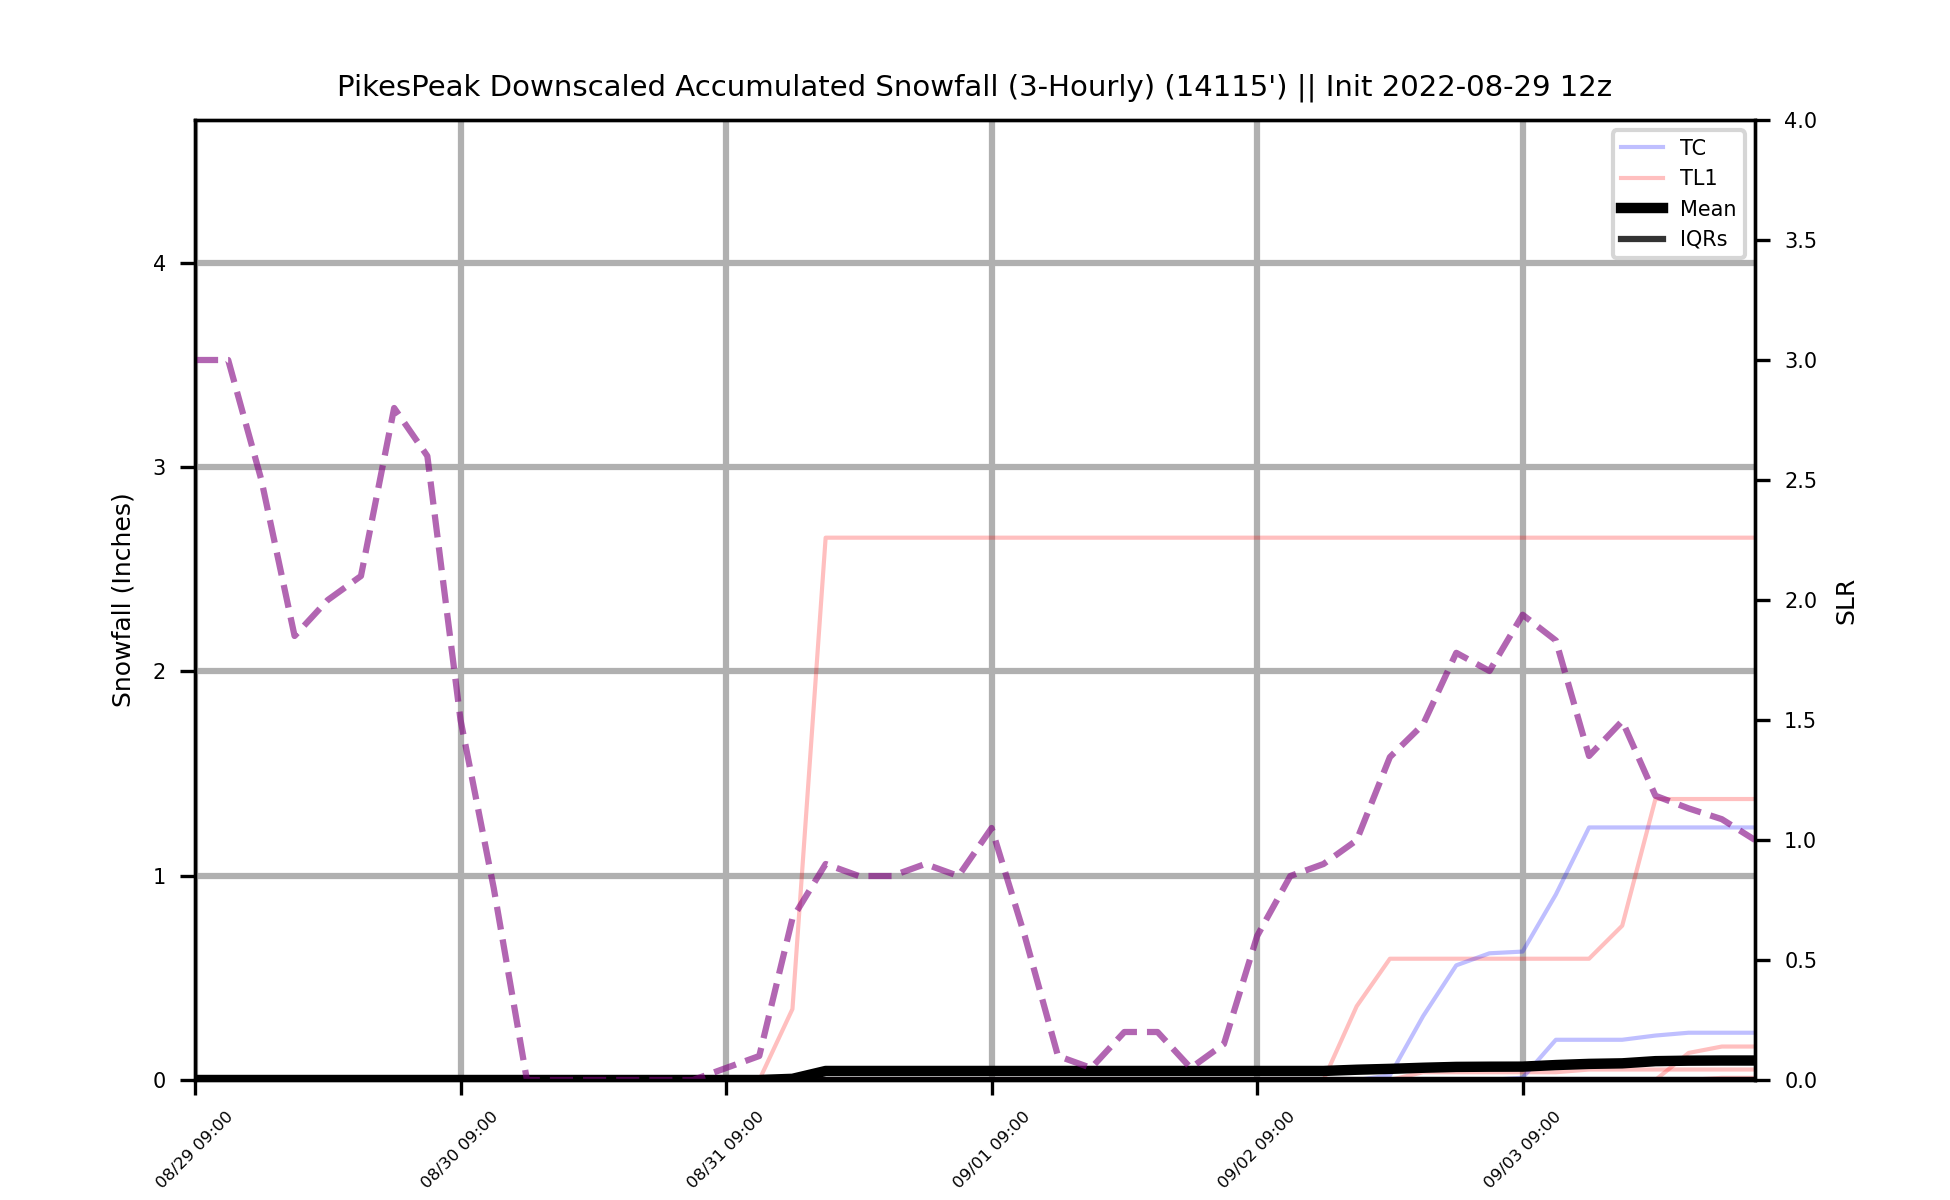 PikesPeak Downscaled Accumulated Snowfall (3-Hourly) (14115') || Init 2022-08-29 12z
TC
TL1
Mean
IQRs
Snowfall (Inches)
4
3
2
1
0
SLR
4.0
3.5
3.0
2.5
2.0
1.5
1.0
0.5
0.0
08/29 09:00
08/30 09:00
08/31 09:00
09/01 09:00
09/02 09:00
09/03 09:00